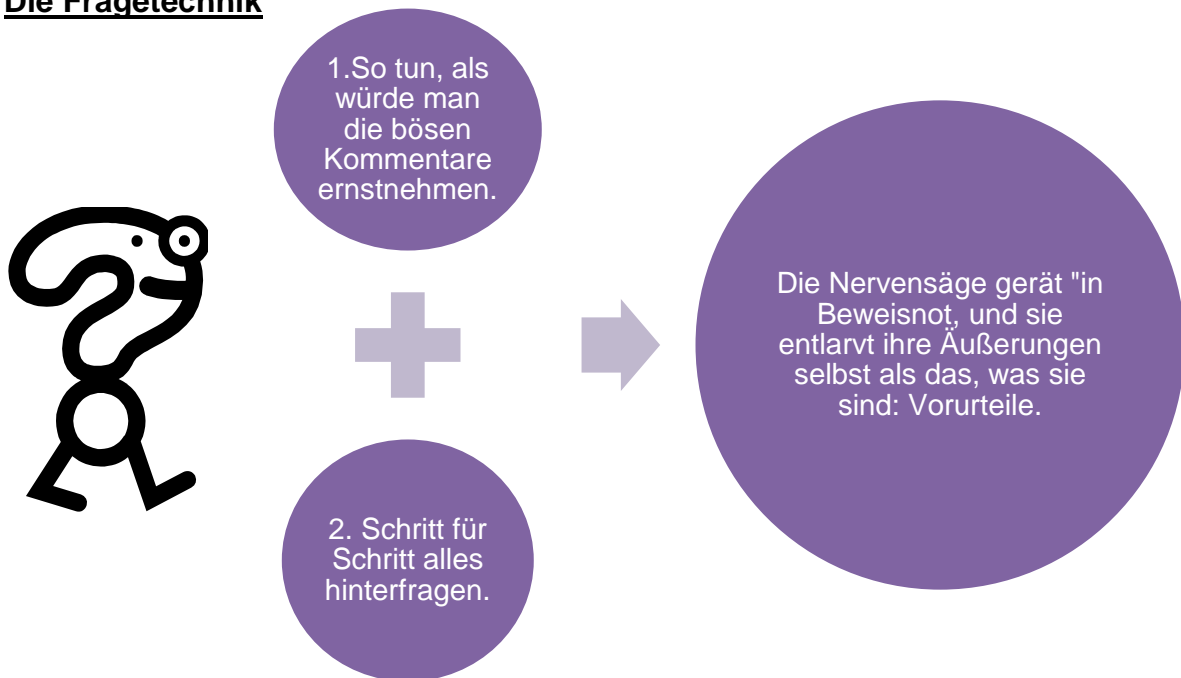 Die Fragetechnik
1.So tun, als
würde man
die bösen
Kommentare
ernstnehmen.
Die Nervensäge gerät "in
Beweisnot, und sie
entlarvt ihre Äußerungen
selbst als das, was sie
sind: Vorurteile.
2. Schritt für
Schritt alles
hinterfragen.